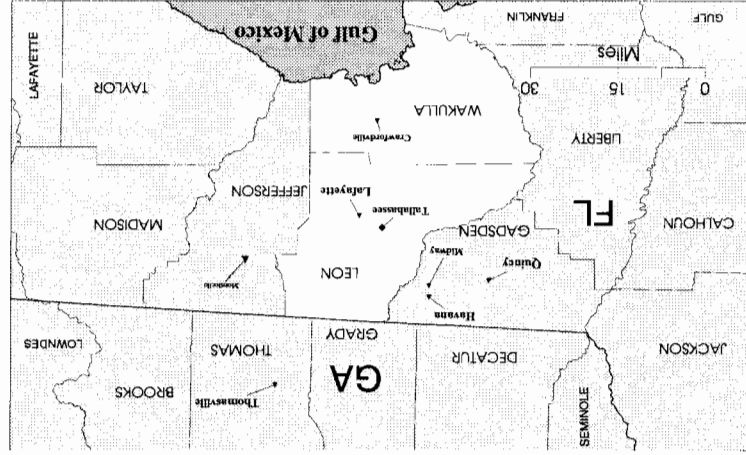 SEMINOLE
Thomasville
BROOKS
GA
DECATUR
JACKSON
THOMAS
LOWNDES
GRADY
Havana
Monticello
LEON
Quincy
Midway
GADSDEN
CALHOUN
MADISON
FL
Tallahassee
Lafayette
JEFFERSON
LIBERTY
Crawfordville
WAKULLA
TAYLOR
LAFAYETTE
0 15 30
Miles
Gulf of Mexico
GULF
FRANKLIN